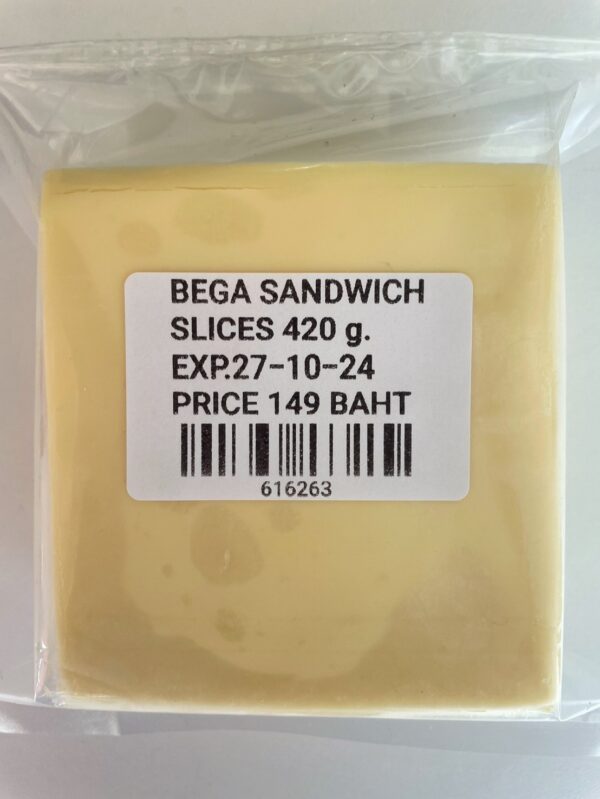 BEGA SANDWICH
SLICES 420 g.
EXP.27-10-24
PRICE 149 BAHT
616263